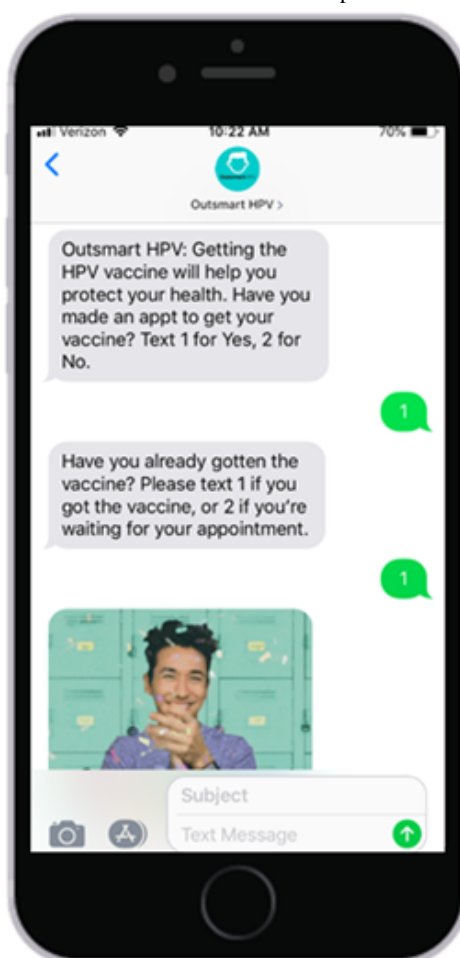 Verizon 10:22 AM 70%
Outsmart HPV >
Outsmart HPV: Getting the
HPV vaccine will help you
protect your health. Have you
made an appt to get your
vaccine? Text 1 for Yes, 2 for
No.
1
Have you already gotten the
vaccine? Please text 1 if you
got the vaccine, or 2 if you're
waiting for your appointment.
1
Subject
Text Message